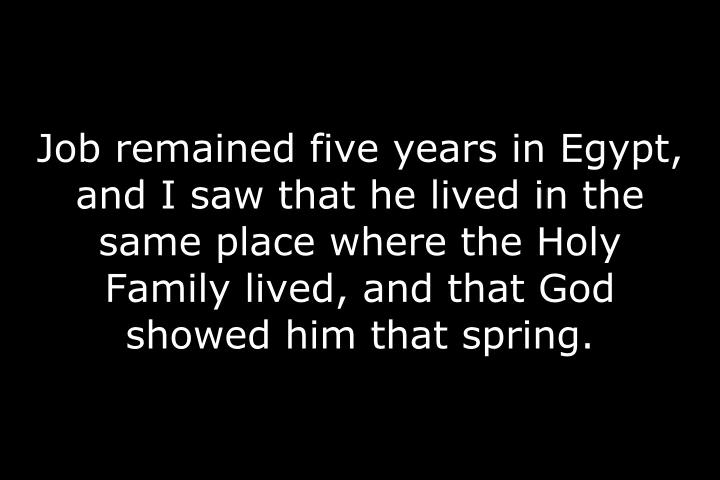 Job remained five years in Egypt,
and I saw that he lived in the
same place where the Holy
Family lived, and that God
showed him that spring.